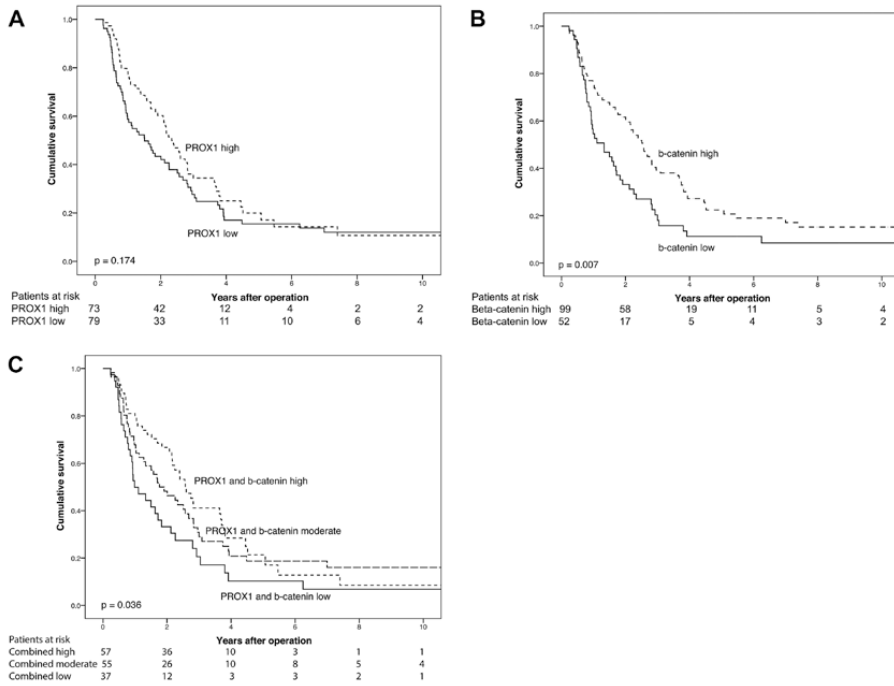 A
1.0
0.8
0.6
0.4
0.2
0.0
Cumulative survival
PROX1 high
PROX1 low
p = 0.174
0 2 4 6 8 10
Years after operation
Patients at risk
PROX1 high 73 42 12 4 2 2
PROX1 low 79 33 11 10 6 4
B
1.0
0.8
0.6
0.4
0.2
0.0
Cumulative survival
b-catenin high
b-catenin low
p = 0.007
0 2 4 6 8 10
Years after operation
Patients at risk
Beta-catenin high 99 58 19 11 5 4
Beta-catenin low 52 17 5 4 3 2
C
1.0
0.8
0.6
0.4
0.2
0.0
Cumulative survival
PROX1 and b-catenin high
PROX1 and b-catenin moderate
PROX1 and b-catenin low
p = 0.036
0 2 4 6 8 10
Years after operation
Patients at risk
Combined high 57 36 10 3 1 1
Combined moderate 55 26 10 8 5 4
Combined low 37 12 3 3 2 1